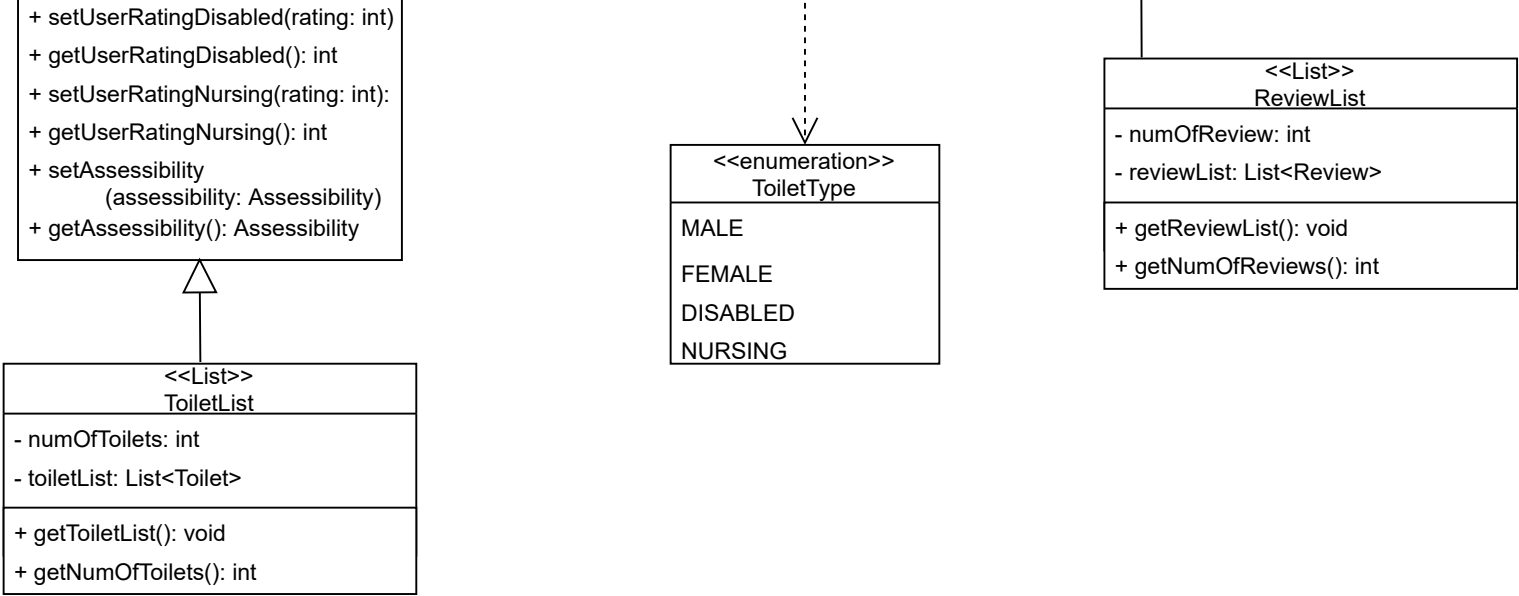 + setUserRatingDisabled(rating: int)
+ getUserRatingDisabled(): int
+ setUserRatingNursing(rating: int):
+ getUserRatingNursing(): int
+ setAssessibility
(assessibility: Assessibility)
+ getAssessibility(): Assessibility
<<List>>
ToiletList
- numOfToilets: int
- toiletList: List<Toilet>
+ getToiletList(): void
+ getNumOfToilets(): int
<<enumeration>>
ToiletType
MALE
FEMALE
DISABLED
NURSING
<<List>>
ReviewList
- numOfReview: int
- reviewList: List<Review>
+ getReviewList(): void
+ getNumOfReviews(): int